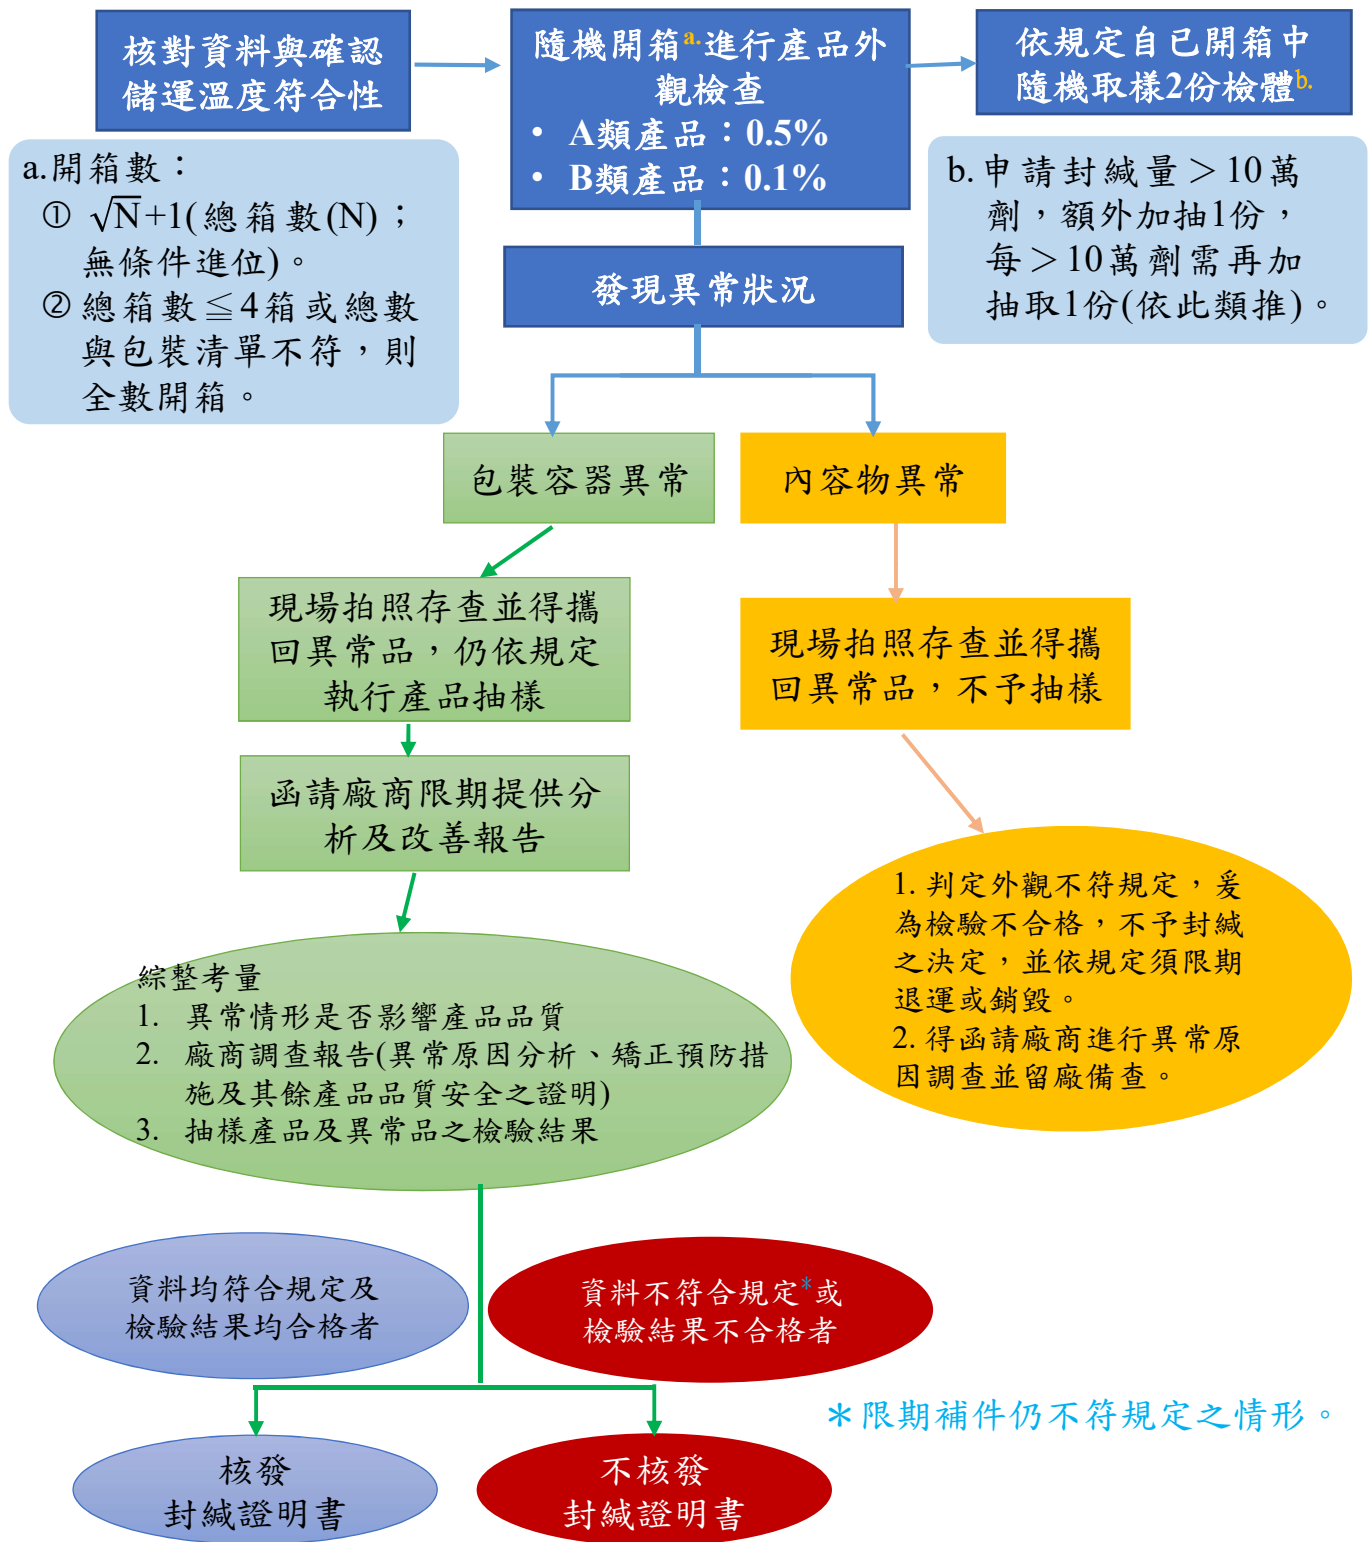 核對資料與確認
儲運溫度符合性
隨機開箱a.進行產品外
觀檢查
• A類產品：0.5%
• B類產品：0.1%
依規定自已開箱中
隨機取樣2份檢體b.
a.開箱數：
① √N+1(總箱數(N)；
無條件進位)。
② 總箱數≦4箱或總數
與包裝清單不符，則
全數開箱。
b.申請封緘量＞10萬
劑，額外加抽1份，
每＞10萬劑需再加
抽取1份(依此類推)。
發現異常狀況
包裝容器異常
內容物異常
現場拍照存查並得攜
回異常品，仍依規定
執行產品抽樣
現場拍照存查並得攜
回異常品，不予抽樣
函請廠商限期提供分
析及改善報告
1. 判定外觀不符規定，爰
為檢驗不合格，不予封緘
之決定，並依規定須限期
退運或銷毀。
2. 得函請廠商進行異常原
因調查並留廠備查。
綜整考量
1. 異常情形是否影響產品品質
2. 廠商調查報告(異常原因分析、矯正預防措
施及其餘產品品質安全之證明)
3. 抽樣產品及異常品之檢驗結果
資料均符合規定及
檢驗結果均合格者
資料不符合規定*或
檢驗結果不合格者
＊限期補件仍不符規定之情形。
核發
封緘證明書
不核發
封緘證明書